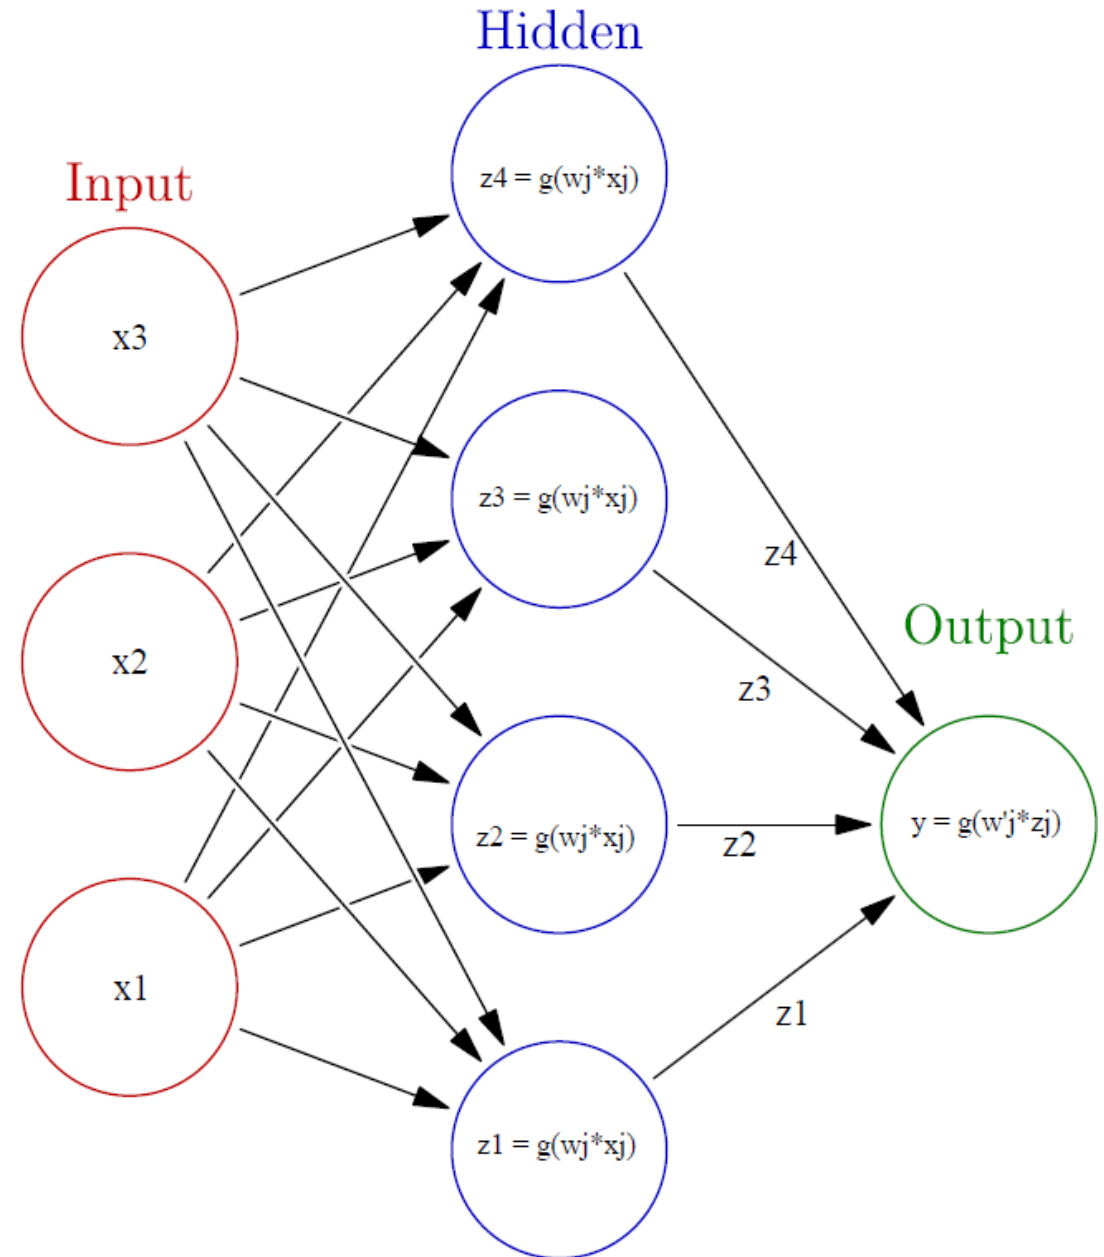 Hidden
z4 = g(wj*xj)
Input
x3
z3 = g(wj*xj)
z4
Output
x2
z3
z2 = g(wj*xj)
y = g(w'j*zj)
z2
x1
z1
z1 = g(wj*xj)